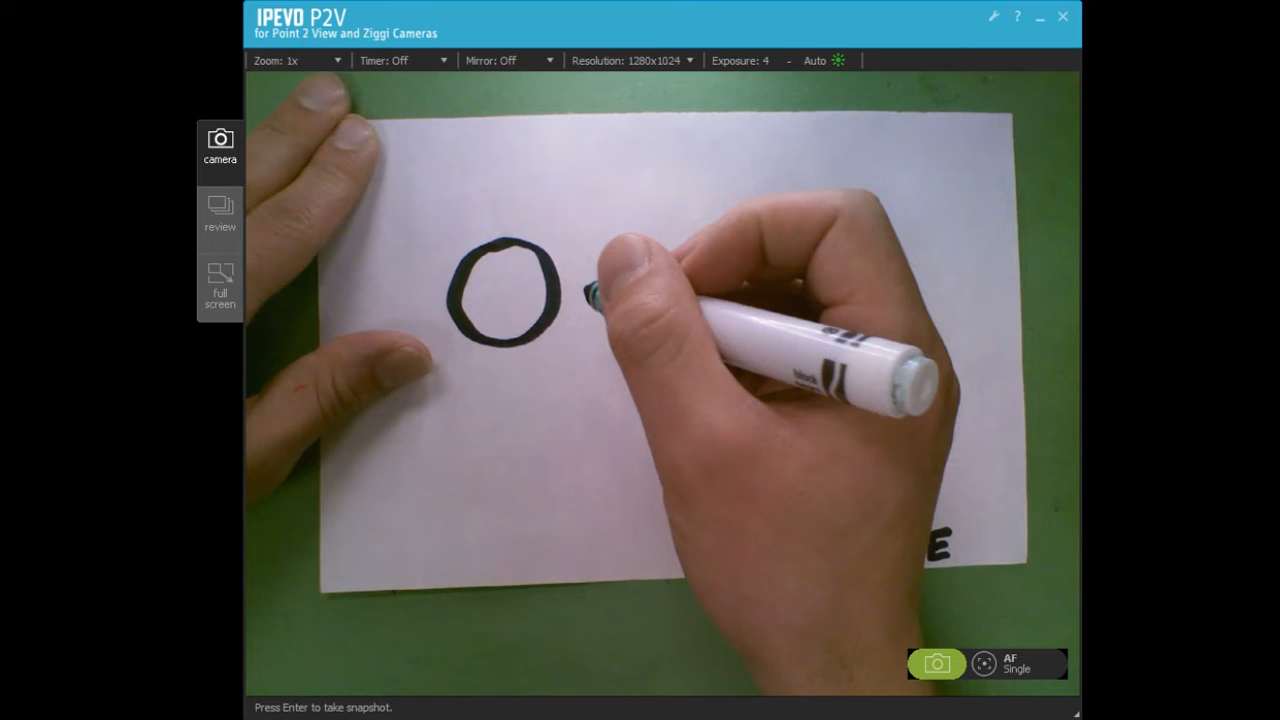 IPEVO P2V
for Point 2 View and Ziggi Cameras
Zoom: 1x Timer: Off Mirror: Off Resolution: 1280x1024 Exposure: 4 - Auto
camera
review
full
screen
O
black
E
AF
Single
Press Enter to take snapshot.